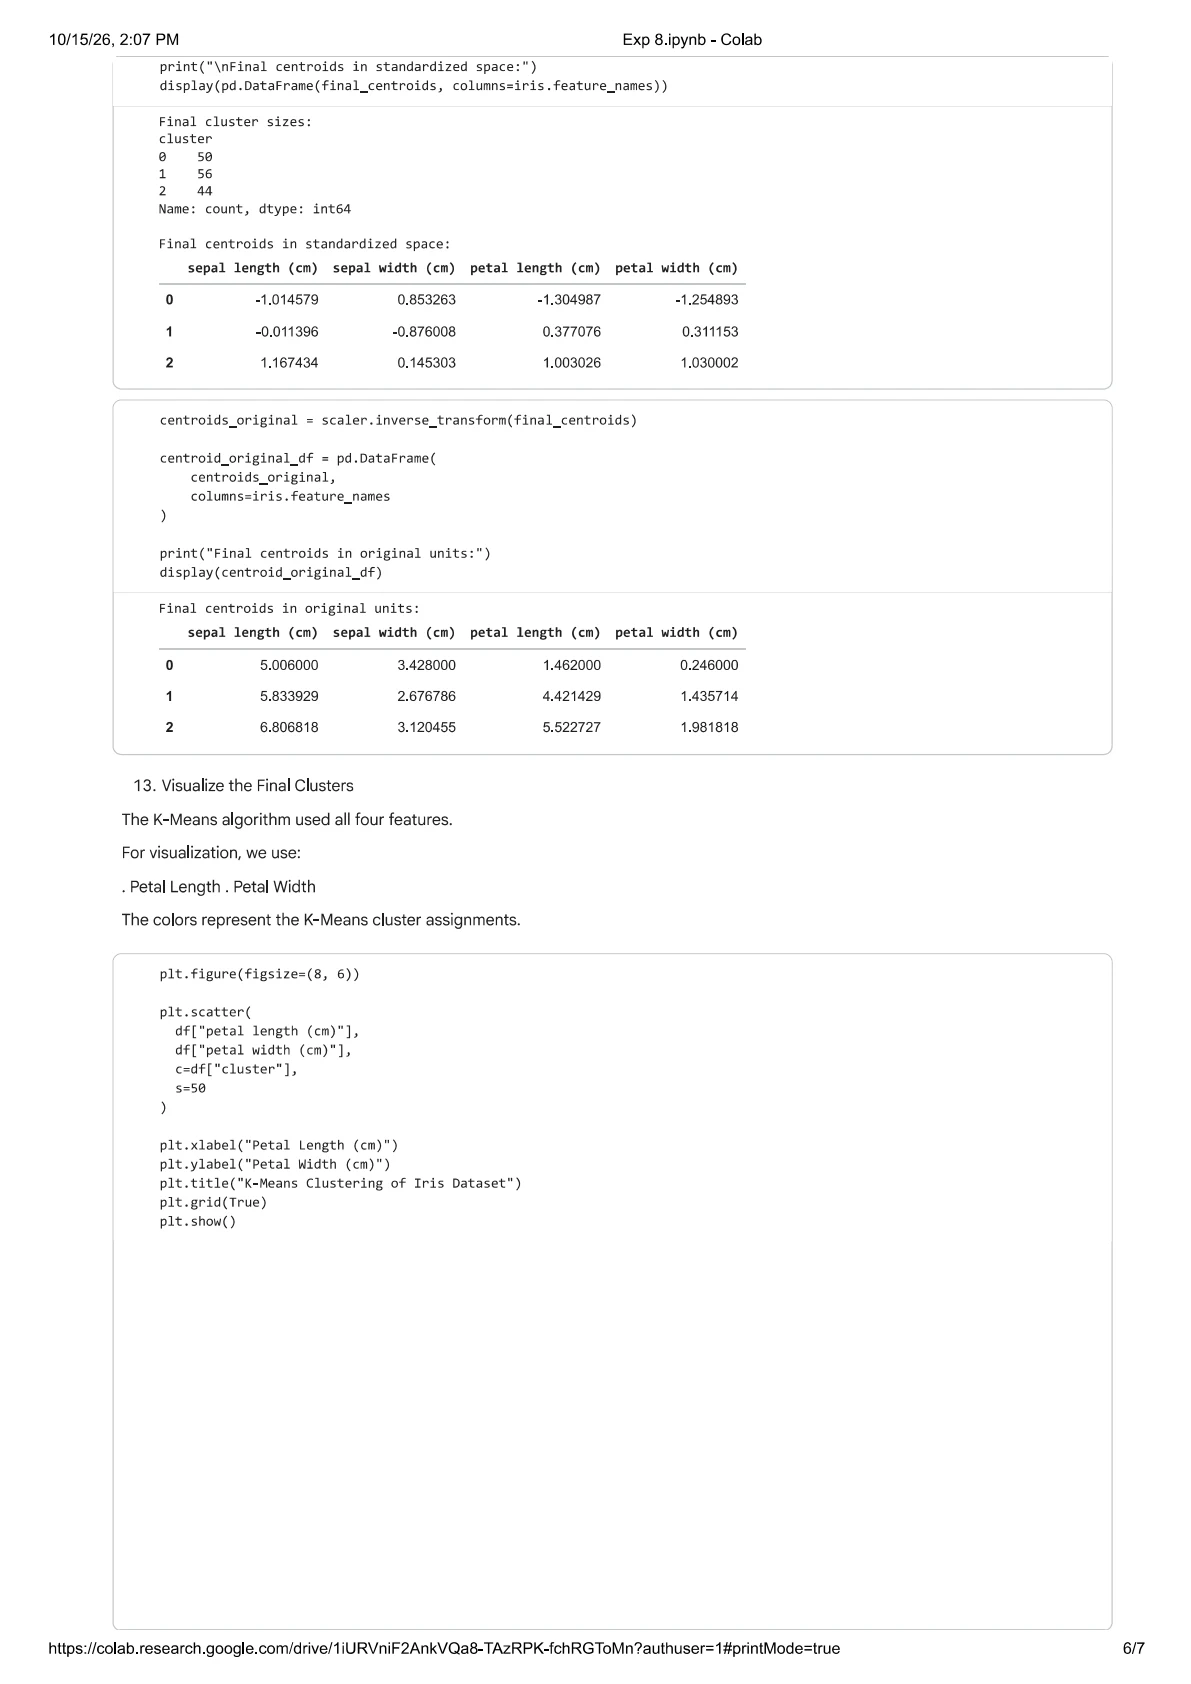 10/15/26, 2:07 PM Exp 8.ipynb - Colab
print("\nFinal centroids in standardized space:")
display(pd.DataFrame(final_centroids, columns=iris.feature_names))
Final cluster sizes:
cluster
0    50
1    56
2    44
Name: count, dtype: int64
Final centroids in standardized space:
sepal length (cm) sepal width (cm) petal length (cm) petal width (cm)
0 -1.014579 0.853263 -1.304987 -1.254893
1 -0.011396 -0.876008 0.377076 0.311153
2 1.167434 0.145303 1.003026 1.030002
centroids_original = scaler.inverse_transform(final_centroids)
centroid_original_df = pd.DataFrame(
    centroids_original,
    columns=iris.feature_names
)
print("Final centroids in original units:")
display(centroid_original_df)
Final centroids in original units:
sepal length (cm) sepal width (cm) petal length (cm) petal width (cm)
0 5.006000 3.428000 1.462000 0.246000
1 5.833929 2.676786 4.421429 1.435714
2 6.806818 3.120455 5.522727 1.981818
13. Visualize the Final Clusters
The K-Means algorithm used all four features.
For visualization, we use:
. Petal Length . Petal Width
The colors represent the K-Means cluster assignments.
plt.figure(figsize=(8, 6))
plt.scatter(
  df["petal length (cm)"],
  df["petal width (cm)"],
  c=df["cluster"],
  s=50
)
plt.xlabel("Petal Length (cm)")
plt.ylabel("Petal Width (cm)")
plt.title("K-Means Clustering of Iris Dataset")
plt.grid(True)
plt.show()
https://colab.research.google.com/drive/1iURVniF2AnkVQa8-TAzRPK-fchRGToMn?authuser=1#printMode=true 6/7